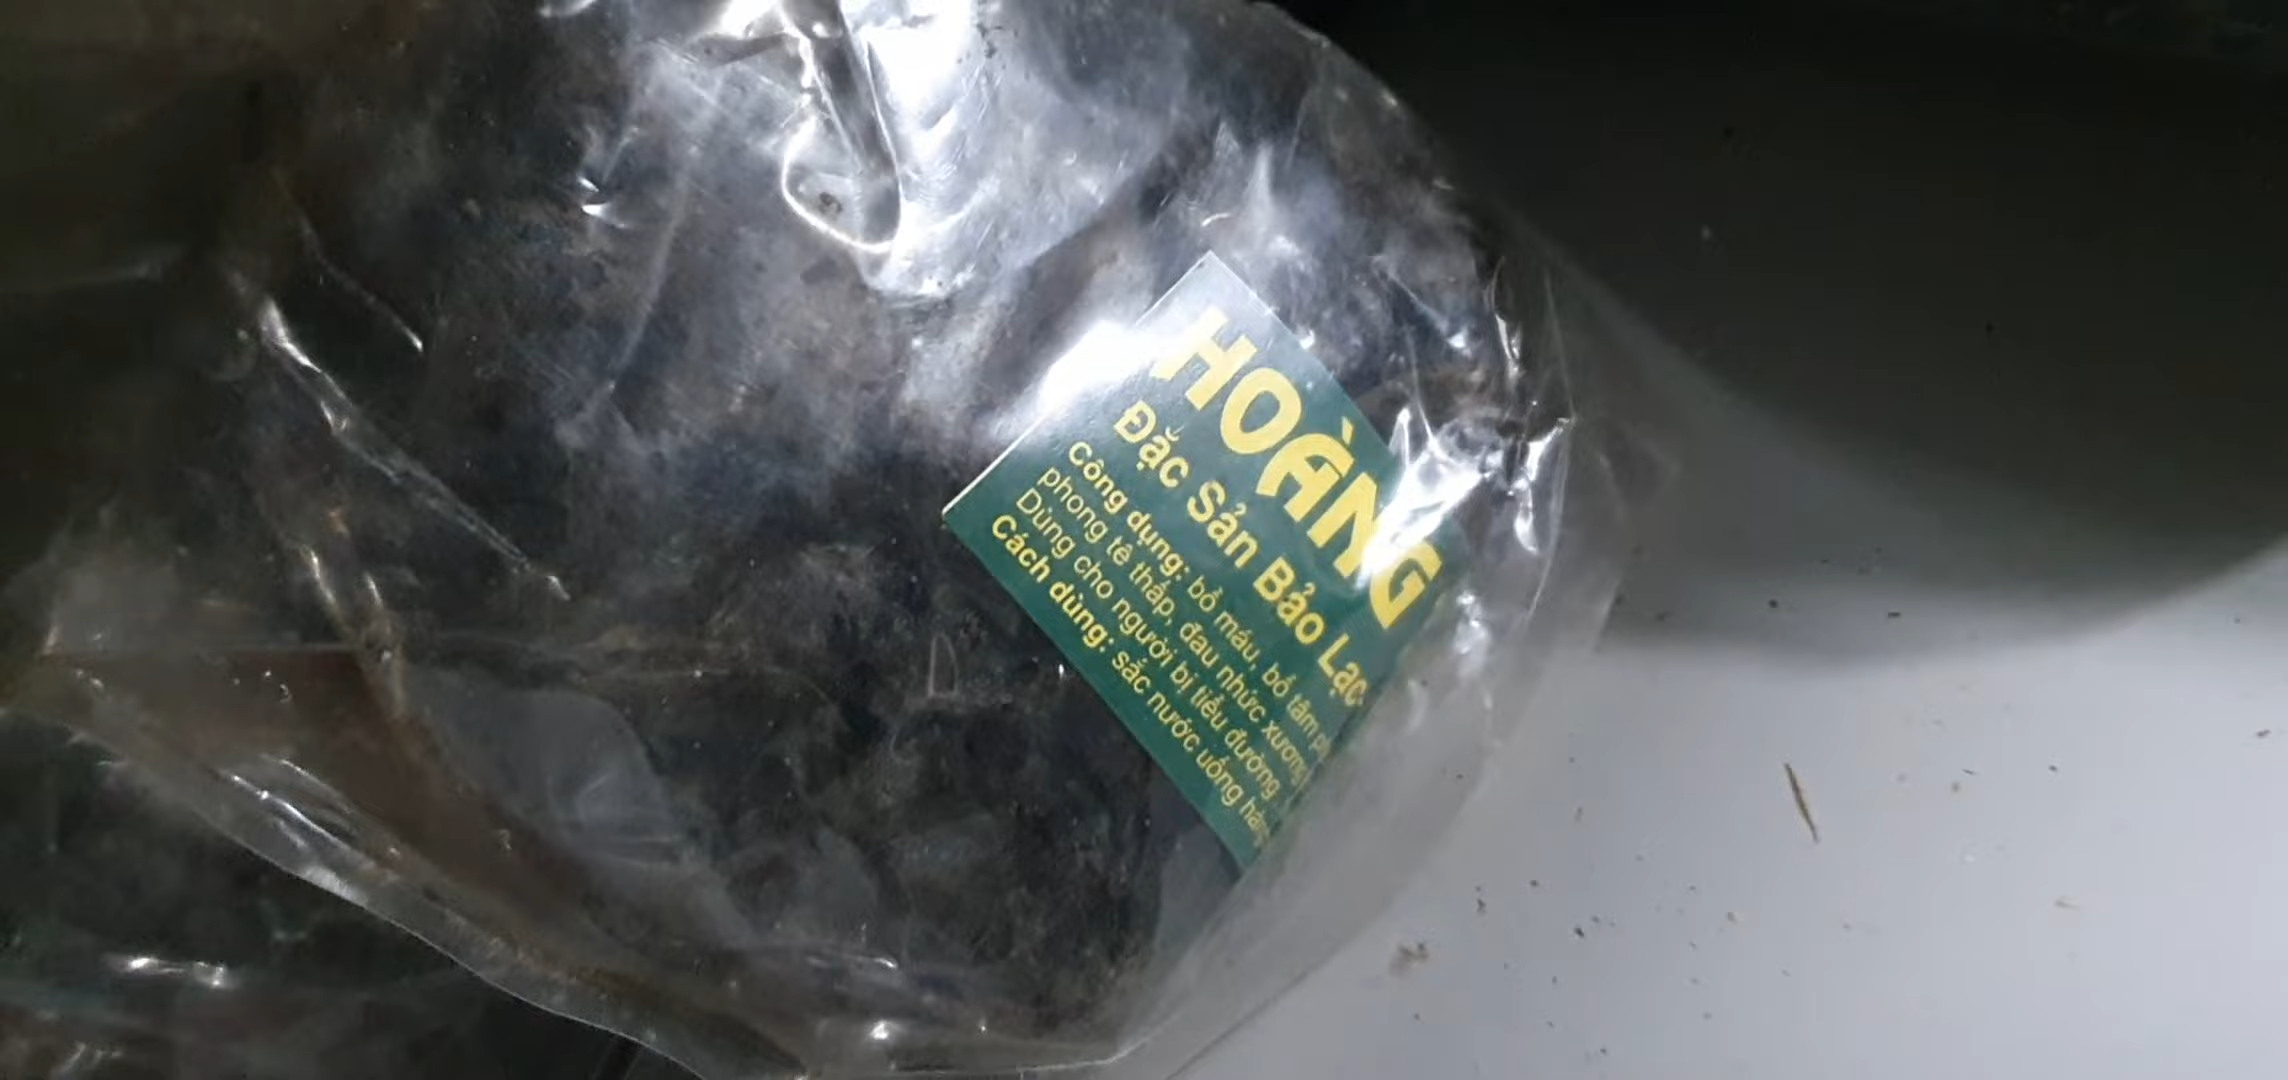 HOÀNG
Đặc Sản Bảo Lạc
Công dụng: bổ máu, bổ tâm
phong tê thấp, đau nhức xương
Dùng cho người bị tiểu đường
Cách dùng: sắc nước uống